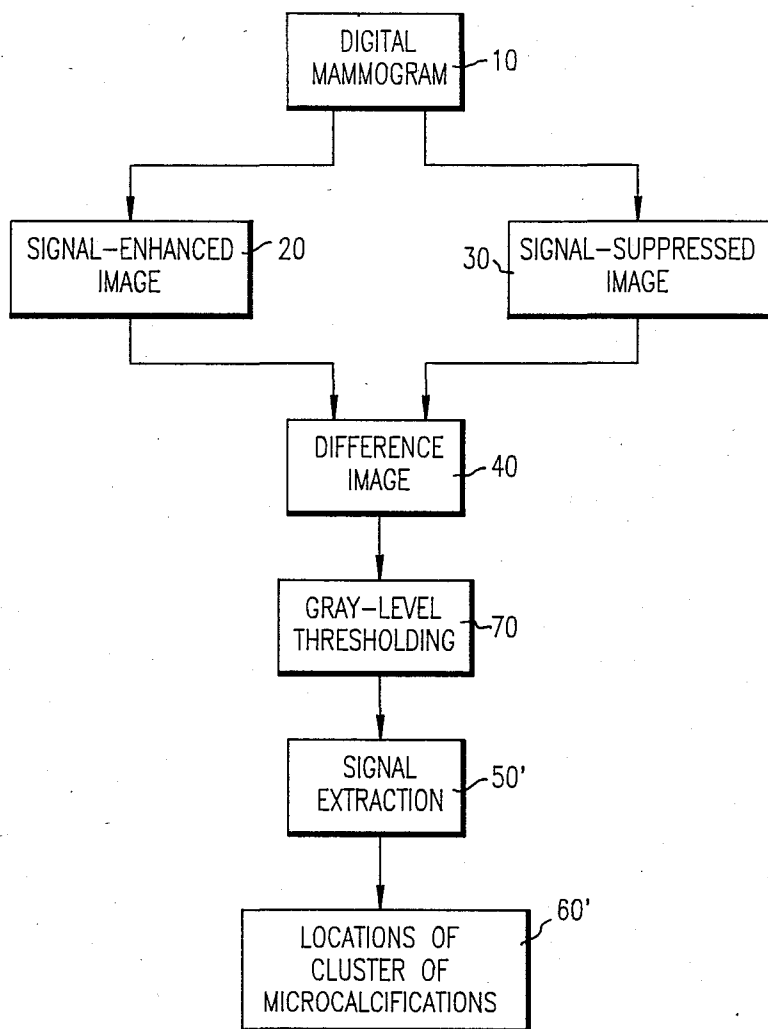 DIGITAL
MAMMOGRAM
10
SIGNAL-ENHANCED
IMAGE
20
30
SIGNAL-SUPPRESSED
IMAGE
DIFFERENCE
IMAGE
40
GRAY-LEVEL
THRESHOLDING
70
SIGNAL
EXTRACTION
50'
LOCATIONS OF
CLUSTER OF
MICROCALCIFICATIONS
60'